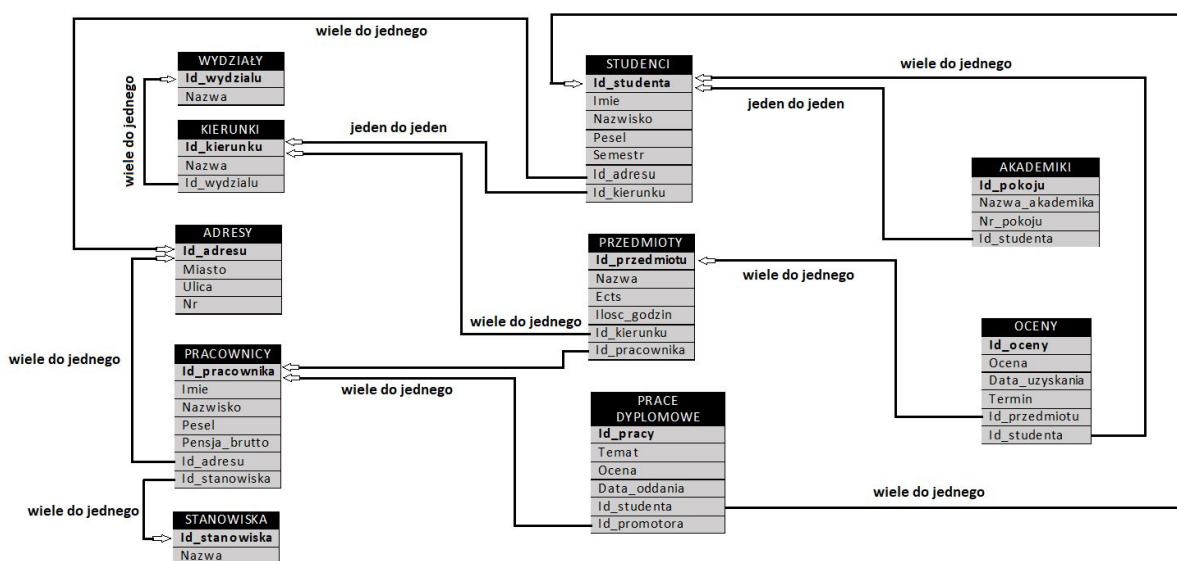 wiele do jednego
WYDZIAŁY
Id_wydzialu
Nazwa
wiele do jednego
KIERUNKI
Id_kierunku
Nazwa
Id_wydzialu
ADRESY
Id_adresu
Miasto
Ulica
Nr
wiele do jednego
PRACOWNICY
Id_pracownika
Imie
Nazwisko
Pesel
Pensja_brutto
Id_adresu
Id_stanowiska
wiele do jednego
STANOWISKA
Id_stanowiska
Nazwa
jeden do jeden
wiele do jednego
wiele do jednego
STUDENCI
Id_studenta
Imie
Nazwisko
Pesel
Semestr
Id_adresu
Id_kierunku
PRZEDMIOTY
Id_przedmiotu
Nazwa
Ects
Ilosc_godzin
Id_kierunku
Id_pracownika
PRACE
DYPLOMOWE
Id_pracy
Temat
Ocena
Data_oddania
Id_studenta
Id_promotora
wiele do jednego
jeden do jeden
wiele do jednego
wiele do jednego
AKADEMIKI
Id_pokoju
Nazwa_akademika
Nr_pokoju
Id_studenta
OCENY
Id_oceny
Ocena
Data_uzyskania
Termin
Id_przedmiotu
Id_studenta